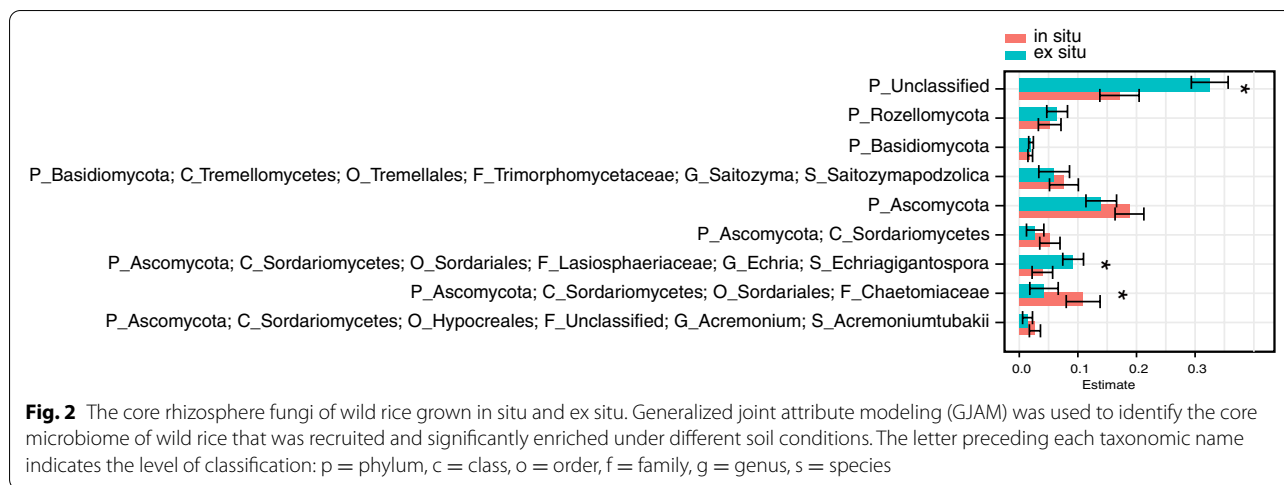 in situ
ex situ
P_Unclassified
*
P_Rozellomycota
P_Basidiomycota
P_Basidiomycota; C_Tremellomycetes; O_Tremellales; F_Trimorphomycetaceae; G_Saitozyma; S_Saitozymapodzolica
P_Ascomycota
P_Ascomycota; C_Sordariomycetes
P_Ascomycota; C_Sordariomycetes; O_Sordariales; F_Lasiosphaeriaceae; G_Echria; S_Echriagigantospora
*
P_Ascomycota; C_Sordariomycetes; O_Sordariales; F_Chaetomiaceae
*
P_Ascomycota; C_Sordariomycetes; O_Hypocreales; F_Unclassified; G_Acremonium; S_Acremoniumtubakii
0.0 0.1 0.2 0.3
Estimate
Fig. 2 The core rhizosphere fungi of wild rice grown in situ and ex situ. Generalized joint attribute modeling (GJAM) was used to identify the core
microbiome of wild rice that was recruited and significantly enriched under different soil conditions. The letter preceding each taxonomic name
indicates the level of classification: p = phylum, c = class, o = order, f = family, g = genus, s = species